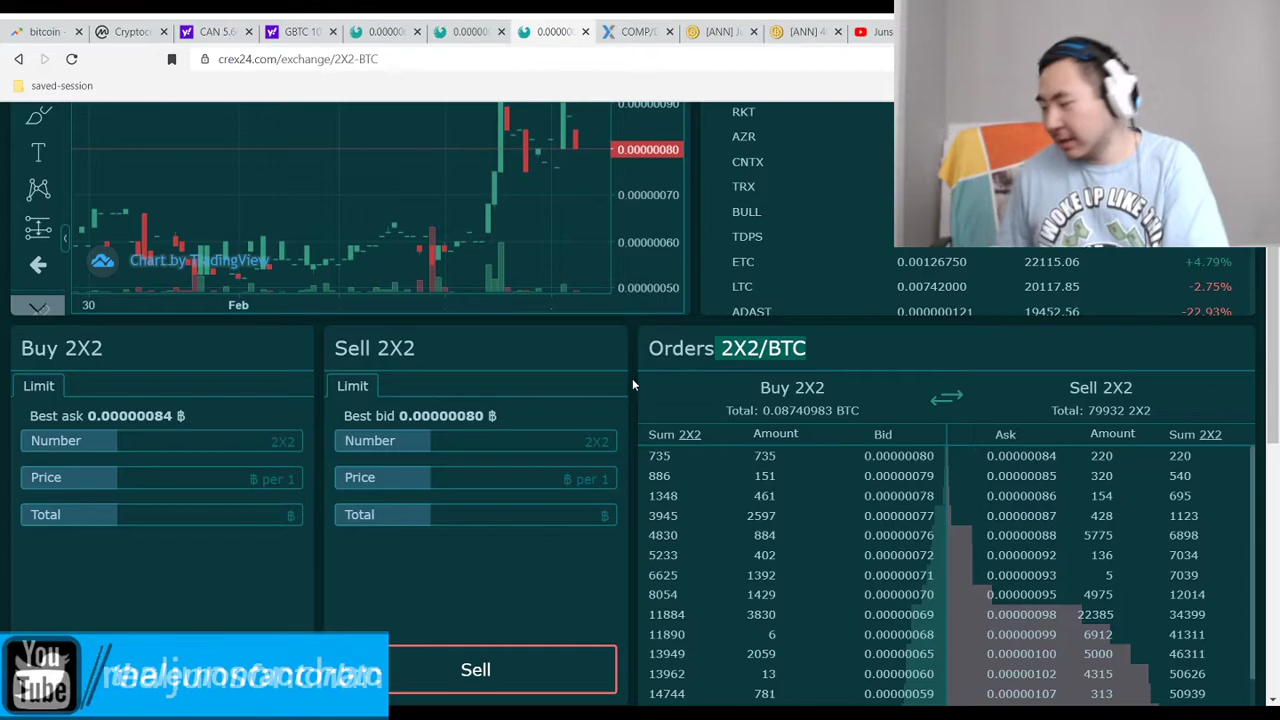 bitcoin -
Cryptoc
CAN 5.6
GBTC 10
0.00000
0.00000
0.00000
COMP/
[ANN] J
[ANN] 4
Juns
crex24.com/exchange/2X2-BTC
saved-session
0.00000090
0.00000080
0.00000070
0.00000060
0.00000050
Chart by TradingView
30 Feb
RKT
AZR
CNTX
TRX
BULL
TDPS
ETC 0.00126750 22115.06 +4.79%
LTC 0.00742000 20117.85 -2.75%
ADAST 0.000000121 19452.56 -22.93%
Buy 2X2
Limit
Best ask 0.00000084 ฿
Number 2X2
Price ฿ per 1
Total ฿
Sell 2X2
Limit
Best bid 0.00000080 ฿
Number 2X2
Price ฿ per 1
Total ฿
Sell
Orders 2X2/BTC
Buy 2X2
Total: 0.08740983 BTC
Sell 2X2
Total: 79932 2X2
Sum 2X2 Amount Bid Ask Amount Sum 2X2
735 735 0.00000080 0.00000084 220 220
886 151 0.00000079 0.00000085 320 540
1348 461 0.00000078 0.00000086 154 695
3945 2597 0.00000077 0.00000087 428 1123
4830 884 0.00000076 0.00000088 5775 6898
5233 402 0.00000072 0.00000092 136 7034
6625 1392 0.00000071 0.00000093 5 7039
8054 1429 0.00000070 0.00000095 4975 12014
11884 3830 0.00000069 0.00000098 22385 34399
11890 6 0.00000068 0.00000099 6912 41311
13949 2059 0.00000065 0.00000100 5000 46311
13962 13 0.00000060 0.00000102 4315 50626
14744 781 0.00000059 0.00000107 313 50939
I WOKE UP LIKE
You
Tube